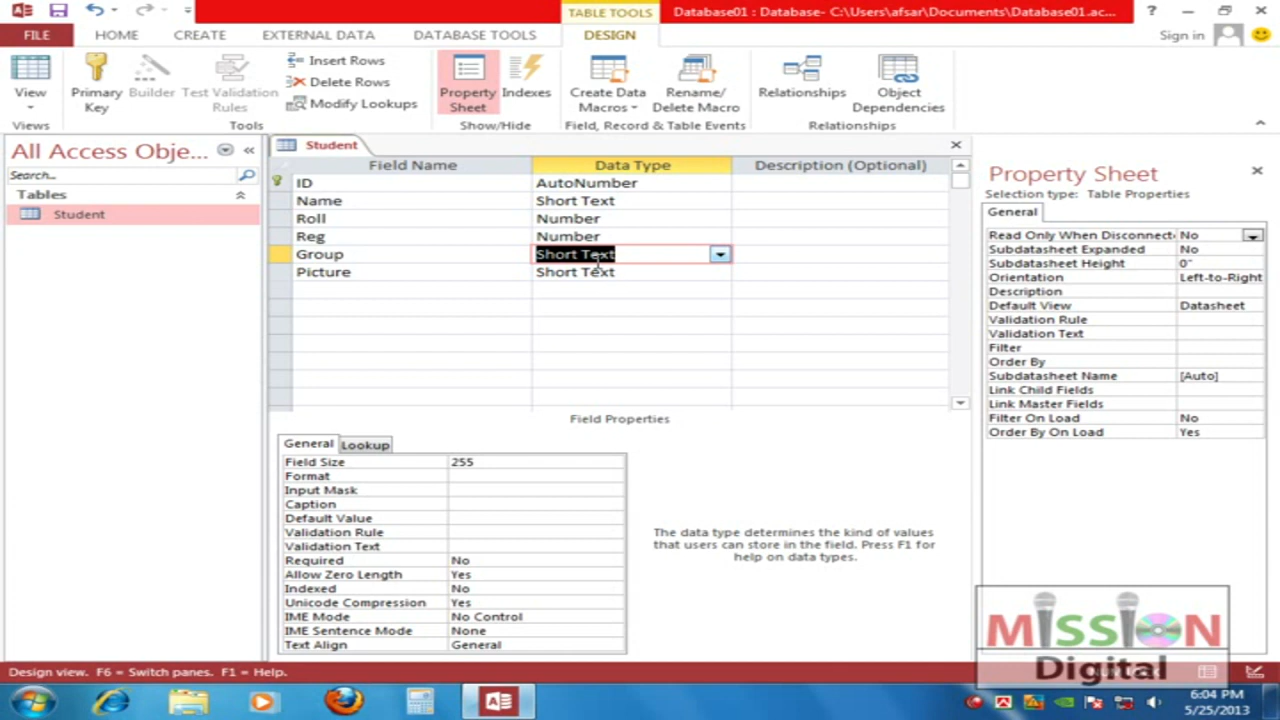 TABLE TOOLS
Database01 : Database- C:\Users\afsar\Documents\Database01.ac...
?
FILE
HOME
CREATE
EXTERNAL DATA
DATABASE TOOLS
DESIGN
Sign in
View
Primary Key
Builder
Test Validation Rules
Insert Rows
Delete Rows
Modify Lookups
Property Sheet
Indexes
Create Data Macros
Rename/ Delete Macro
Relationships
Object Dependencies
Views
Tools
Show/Hide
Field, Record & Table Events
Relationships
All Access Obje...
Search...
Tables
Student
Student
Field Name Data Type Description (Optional)
ID AutoNumber
Name Short Text
Roll Number
Reg Number
Group Short Text
Picture Short Text
Field Properties
General Lookup
Field Size 255
Format
Input Mask
Caption
Default Value
Validation Rule
Validation Text
Required No
Allow Zero Length Yes
Indexed No
Unicode Compression Yes
IME Mode No Control
IME Sentence Mode None
Text Align General
The data type determines the kind of values
that users can store in the field. Press F1 for
help on data types.
Property Sheet
Selection type: Table Properties
General
Read Only When Disconnect No
Subdatasheet Expanded No
Subdatasheet Height 0"
Orientation Left-to-Right
Description
Default View Datasheet
Validation Rule
Validation Text
Filter
Order By
Subdatasheet Name [Auto]
Link Child Fields
Link Master Fields
Filter On Load No
Order By On Load Yes
MISSION
Digital
Design view. F6 = Switch panes. F1 = Help.
6:04 PM
5/25/2013